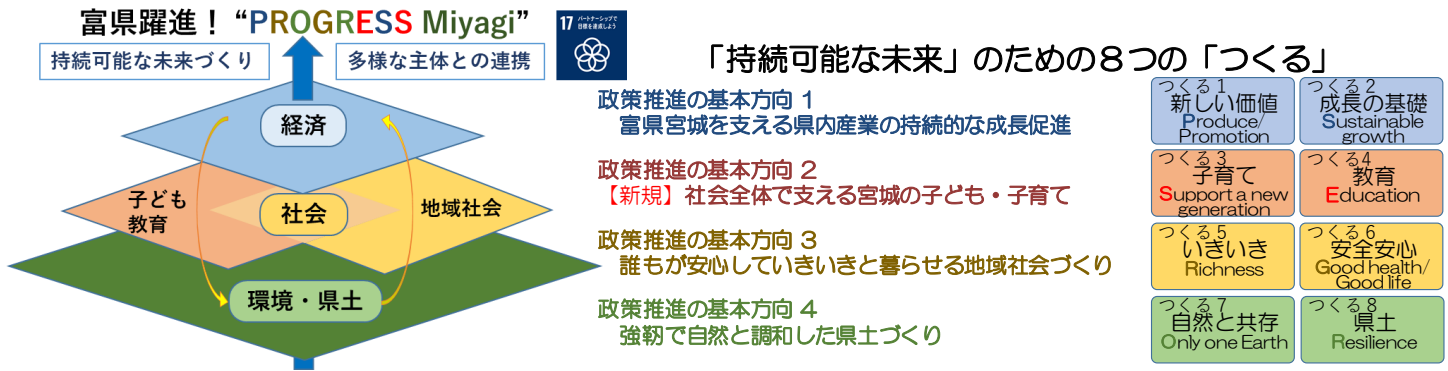 富県躍進！ “PROGRESS Miyagi”
持続可能な未来づくり
多様な主体との連携
17 パートナーシップで
目標を達成しよう
経済
子ども
教育
社会
地域社会
環境・県土
「持続可能な未来」のための８つの「つくる」
政策推進の基本方向 1
富県宮城を支える県内産業の持続的な成長促進
政策推進の基本方向 2
【新規】社会全体で支える宮城の子ども・子育て
政策推進の基本方向 3
誰もが安心していきいきと暮らせる地域社会づくり
政策推進の基本方向 4
強靭で自然と調和した県土づくり
つくる 1
新しい価値
Produce/
Promotion
つくる 2
成長の基礎
Sustainable
growth
つくる 3
子育て
Support a new
generation
つくる4
教育
Education
つくる 5
いきいき
Richness
つくる 6
安全安心
Good health/
Good life
つくる 7
自然と共存
Only one Earth
つくる 8
県土
Resilience